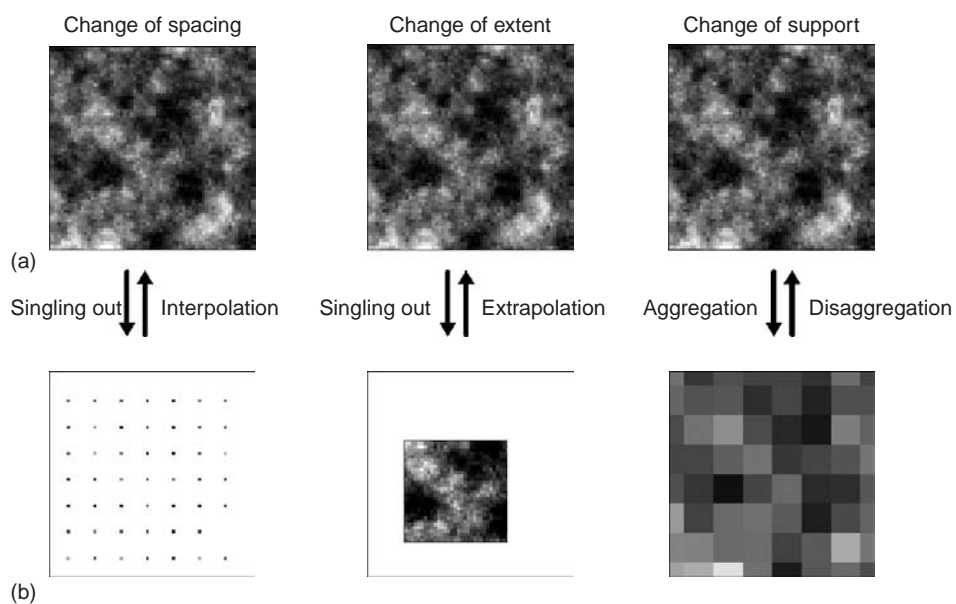 Change of spacing
Change of extent
Change of support
(a)
Singling out
Interpolation
Singling out
Extrapolation
Aggregation
Disaggregation
(b)